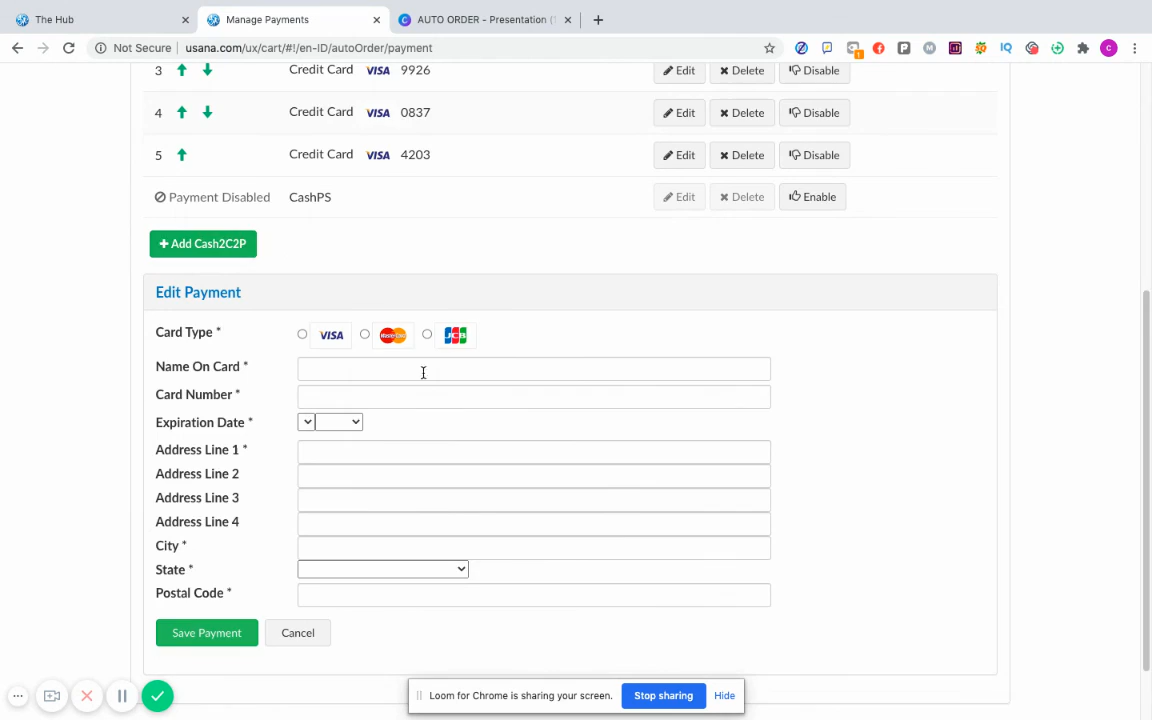 The Hub
Manage Payments
AUTO ORDER - Presentation (
Not Secure usana.com/ux/cart/#!/en-ID/autoOrder/payment
3 Credit Card VISA 9926 Edit Delete Disable
4 Credit Card VISA 0837 Edit Delete Disable
5 Credit Card VISA 4203 Edit Delete Disable
Payment Disabled CashPS Edit Delete Enable
+ Add Cash2C2P
Edit Payment
Card Type * VISA MasterCard JCB
Name On Card *
Card Number *
Expiration Date *
Address Line 1 *
Address Line 2
Address Line 3
Address Line 4
City *
State *
Postal Code *
Save Payment Cancel
Loom for Chrome is sharing your screen. Stop sharing Hide